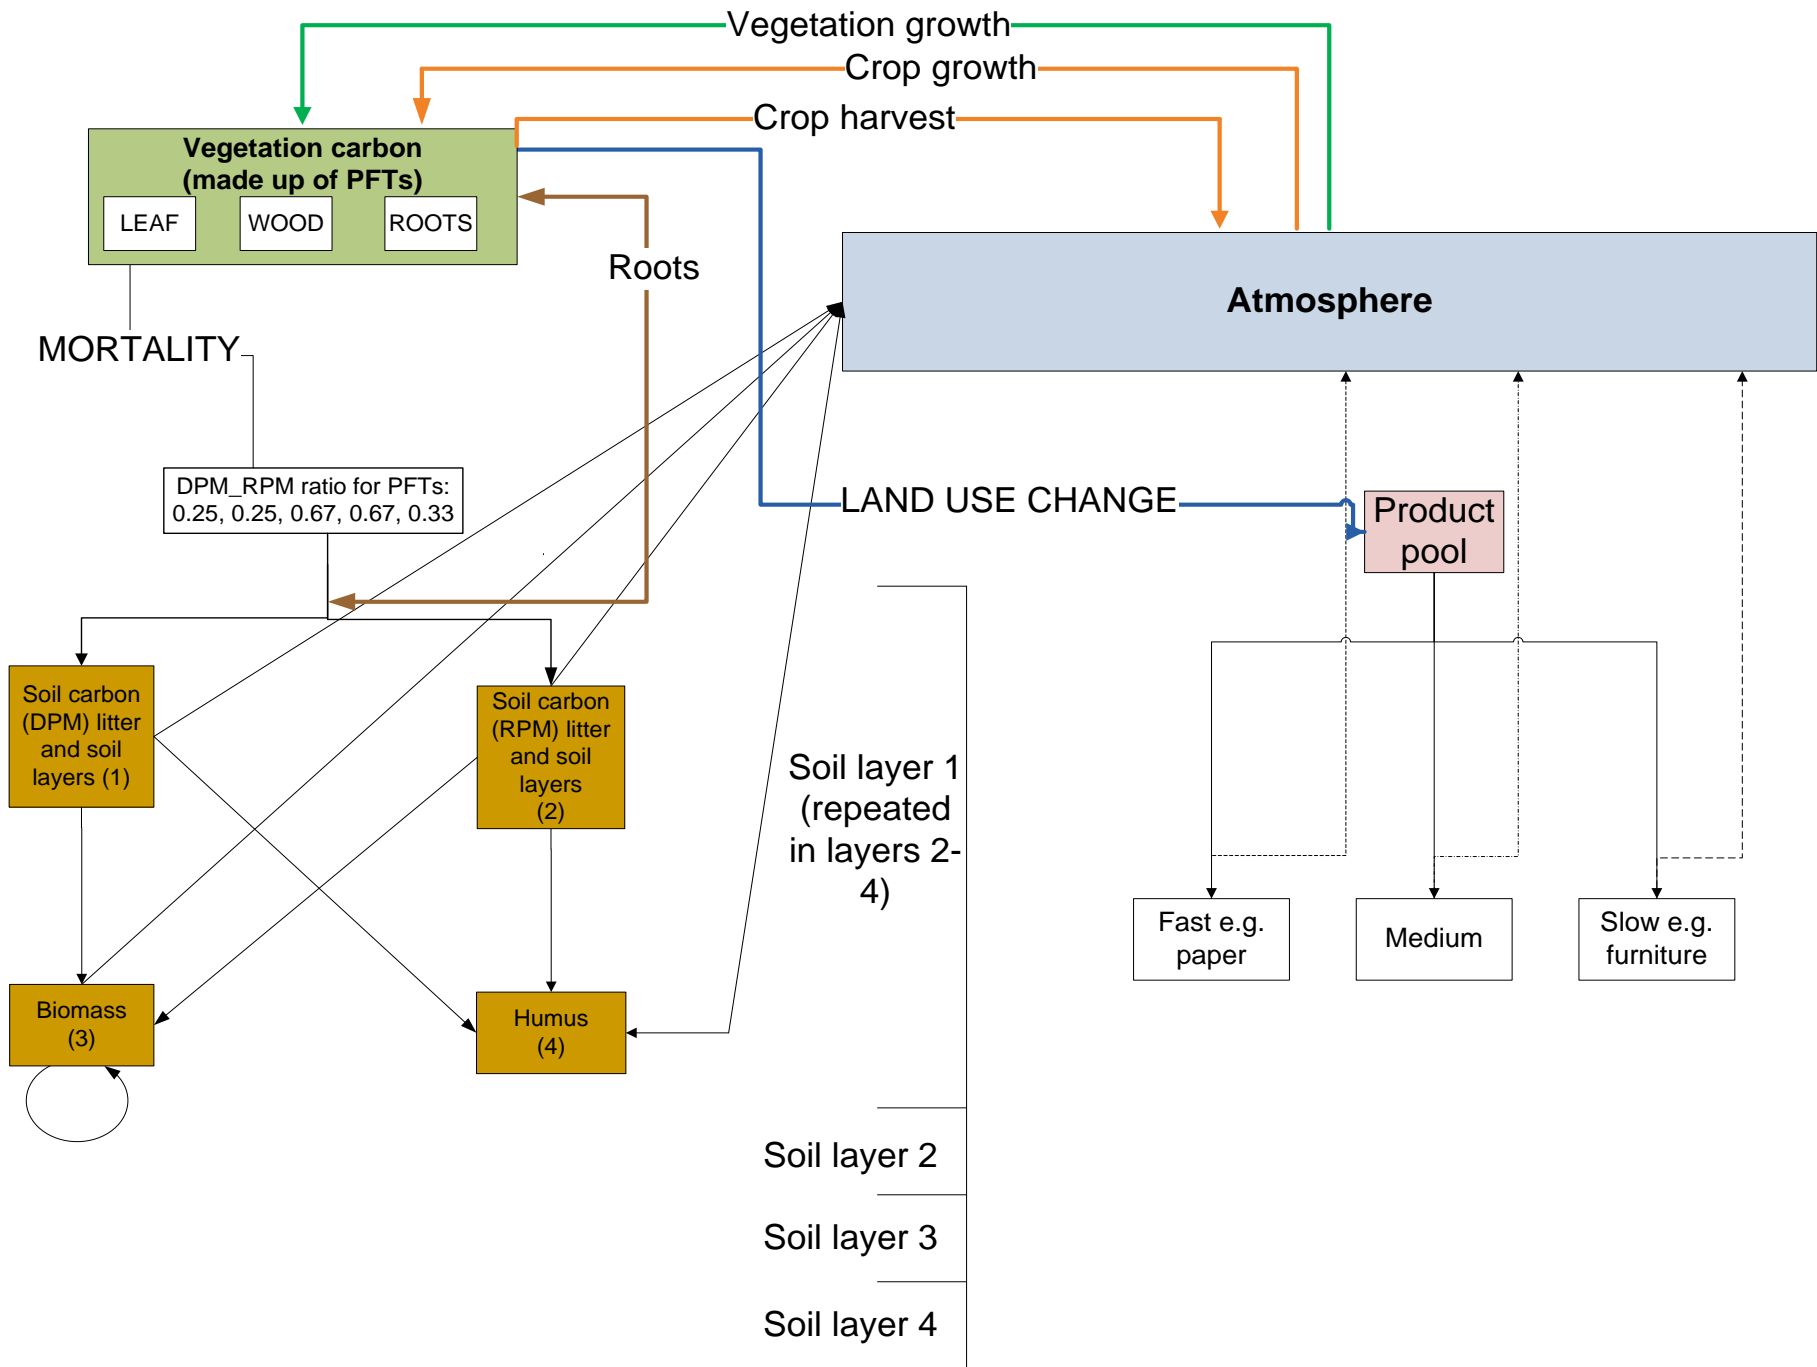 Vegetation growth
Crop growth
Crop harvest
Vegetation carbon
(made up of PFTs)
LEAF
WOOD
ROOTS
Roots
Atmosphere
MORTALITY
DPM_RPM ratio for PFTs:
0.25, 0.25, 0.67, 0.67, 0.33
LAND USE CHANGE
Product
pool
Soil carbon
(DPM) litter
and soil
layers (1)
Soil carbon
(RPM) litter
and soil
layers
(2)
Soil layer 1
(repeated
in layers 2-
4)
Fast e.g.
paper
Medium
Slow e.g.
furniture
Biomass
(3)
Humus
(4)
Soil layer 2
Soil layer 3
Soil layer 4